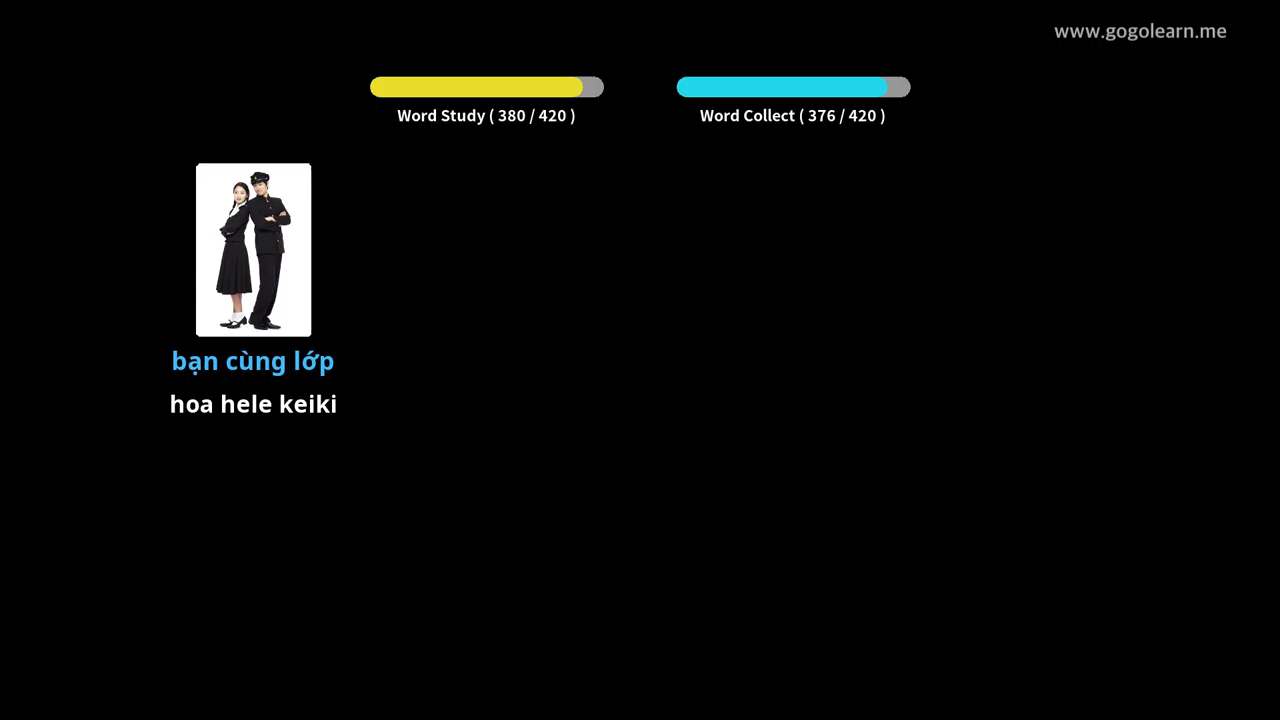 www.gogolearn.me
Word Study ( 380 / 420 )
Word Collect ( 376 / 420 )
bạn cùng lớp
hoa hele keiki